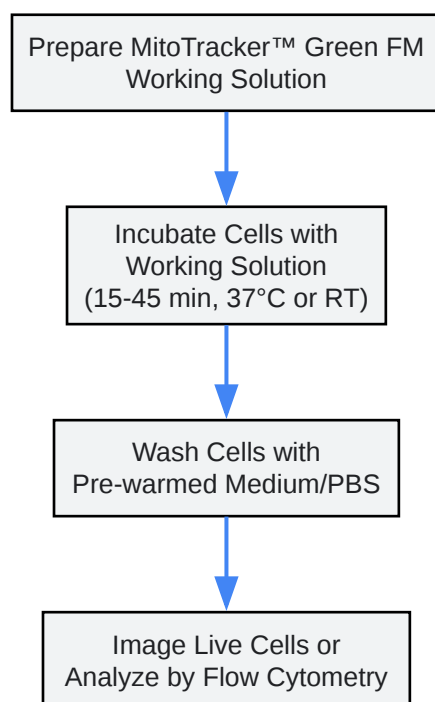 Prepare MitoTracker™ Green FM
Working Solution
Incubate Cells with
Working Solution
(15-45 min, 37°C or RT)
Wash Cells with
Pre-warmed Medium/PBS
Image Live Cells or
Analyze by Flow Cytometry